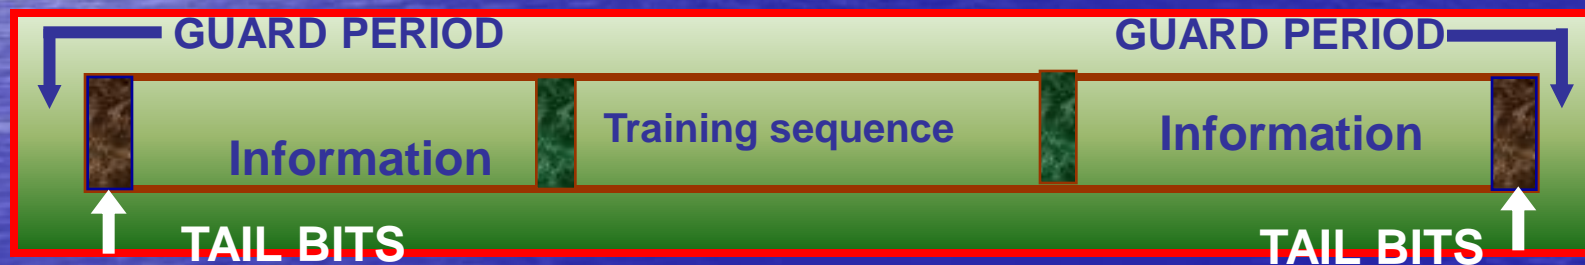 GUARD PERIOD GUARD PERIOD
Information Training sequence Information
TAIL BITS TAIL BITS